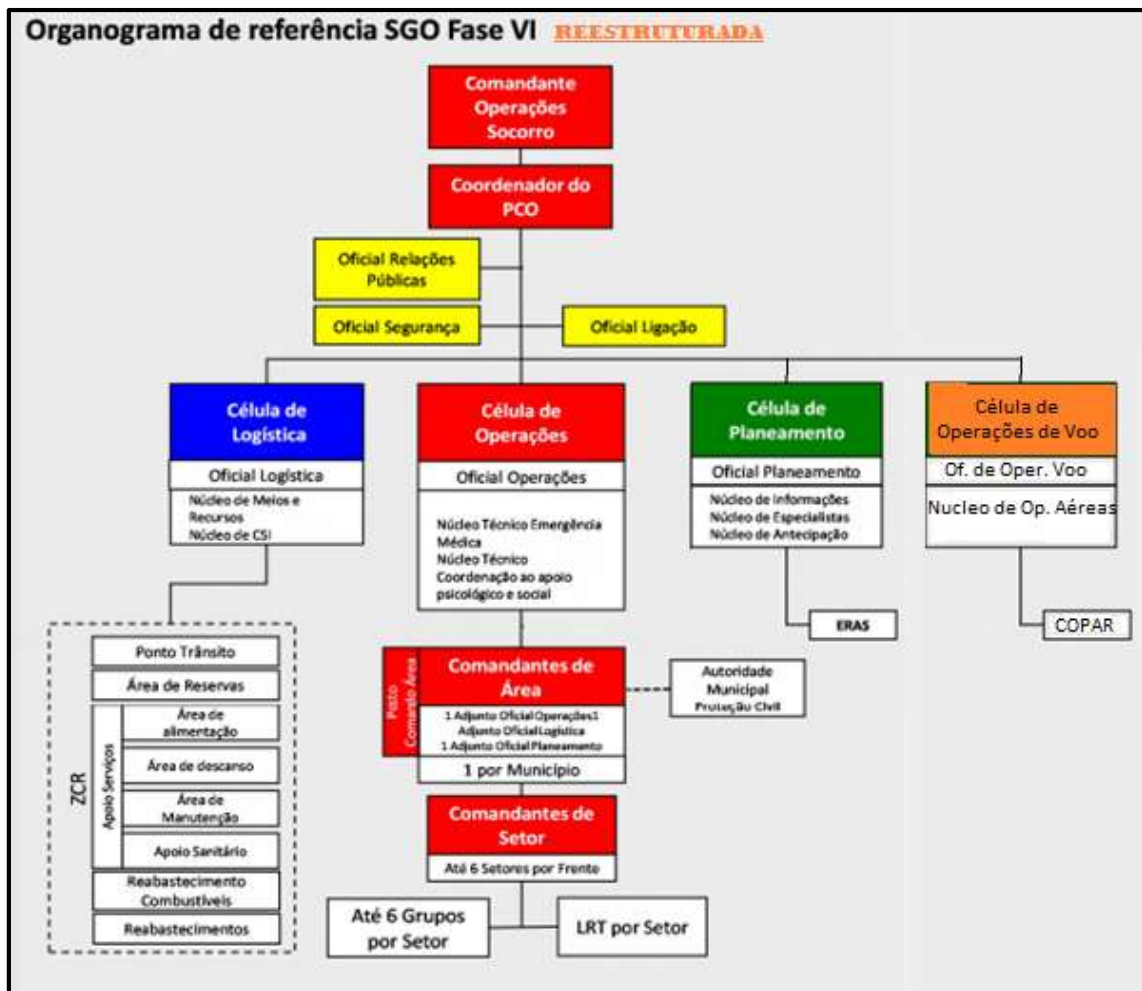 Organograma de referência SGO Fase VI REESTRUTURADA
Comandante
Operações
Socorro
Coordenador do
PCO
Oficial Relações
Públicas
Oficial Segurança
Oficial Ligação
Célula de
Logística
Oficial Logística
Núcleo de Meios e
Recursos
Núcleo de CSI
Célula de
Operações
Oficial Operações
Núcleo Técnico Emergência
Médica
Núcleo Técnico
Coordenação ao apoio
psicológico e social
Célula de
Planeamento
Oficial Planeamento
Núcleo de Informações
Núcleo de Especialistas
Núcleo de Antecipação
Célula de
Operações de Voo
Of. de Oper. Voo
Nucleo de Op. Aéreas
ERAS
COPAR
ZCR
Ponto Trânsito
Área de Reservas
Apoio Serviços
Área de
alimentação
Área de descanso
Área de
Manutenção
Apoio Sanitário
Reabastecimento
Combustíveis
Reabastecimentos
Posto
Comando Área
Comandantes de
Área
1 Adjunto Oficial Operações1
Adjunto Oficial Logística
1 Adjunto Oficial Planeamento
1 por Município
Autoridade
Municipal
Proteção Civil
Comandantes de
Setor
Até 6 Setores por Frente
Até 6 Grupos
por Setor
LRT por Setor